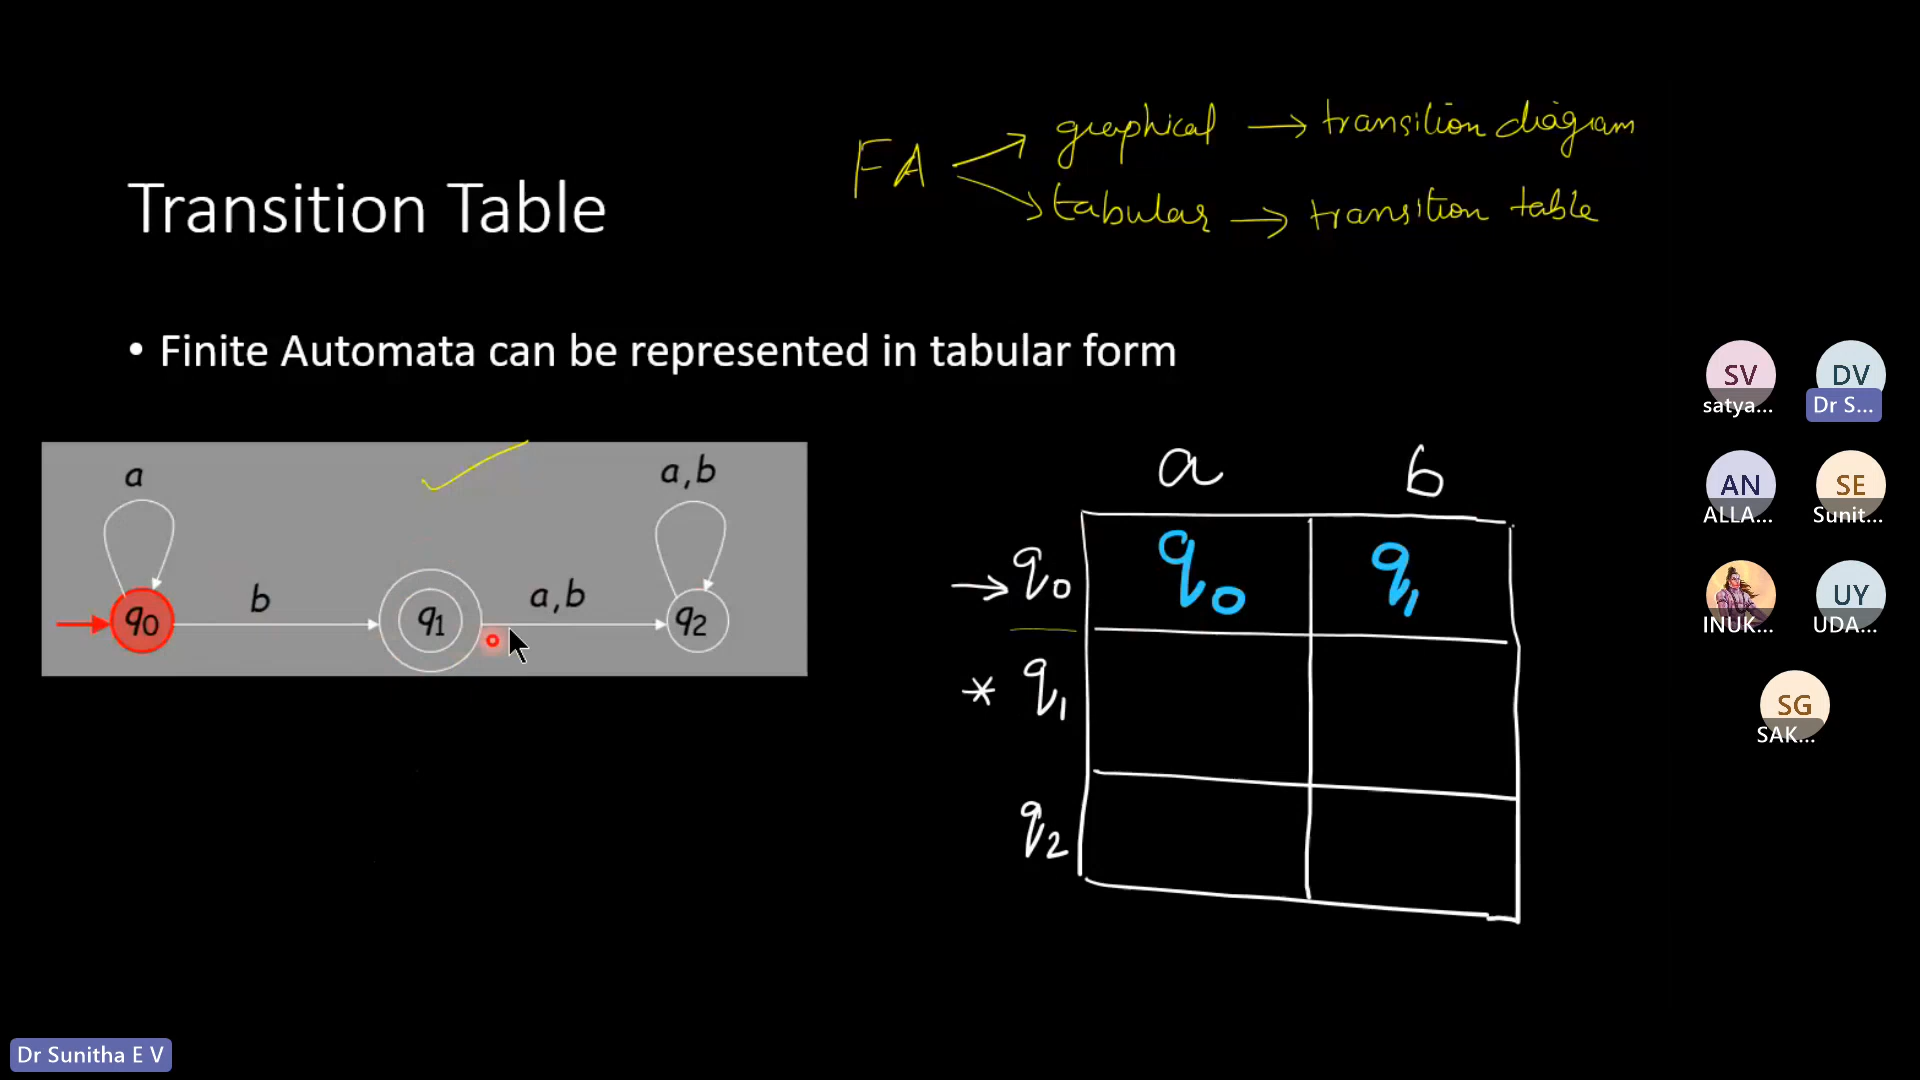 FA
graphical → transition diagram
tabular → transition table
Transition Table
• Finite Automata can be represented in tabular form
a
a,b
q0
b
q1
a,b
q2
a b
→ q0 q0 q1
* q1
q2
SV
satya...
DV
Dr S...
AN
ALLA...
SE
Sunit...
INUK...
UY
UDA...
SG
SAK...
Dr Sunitha E V